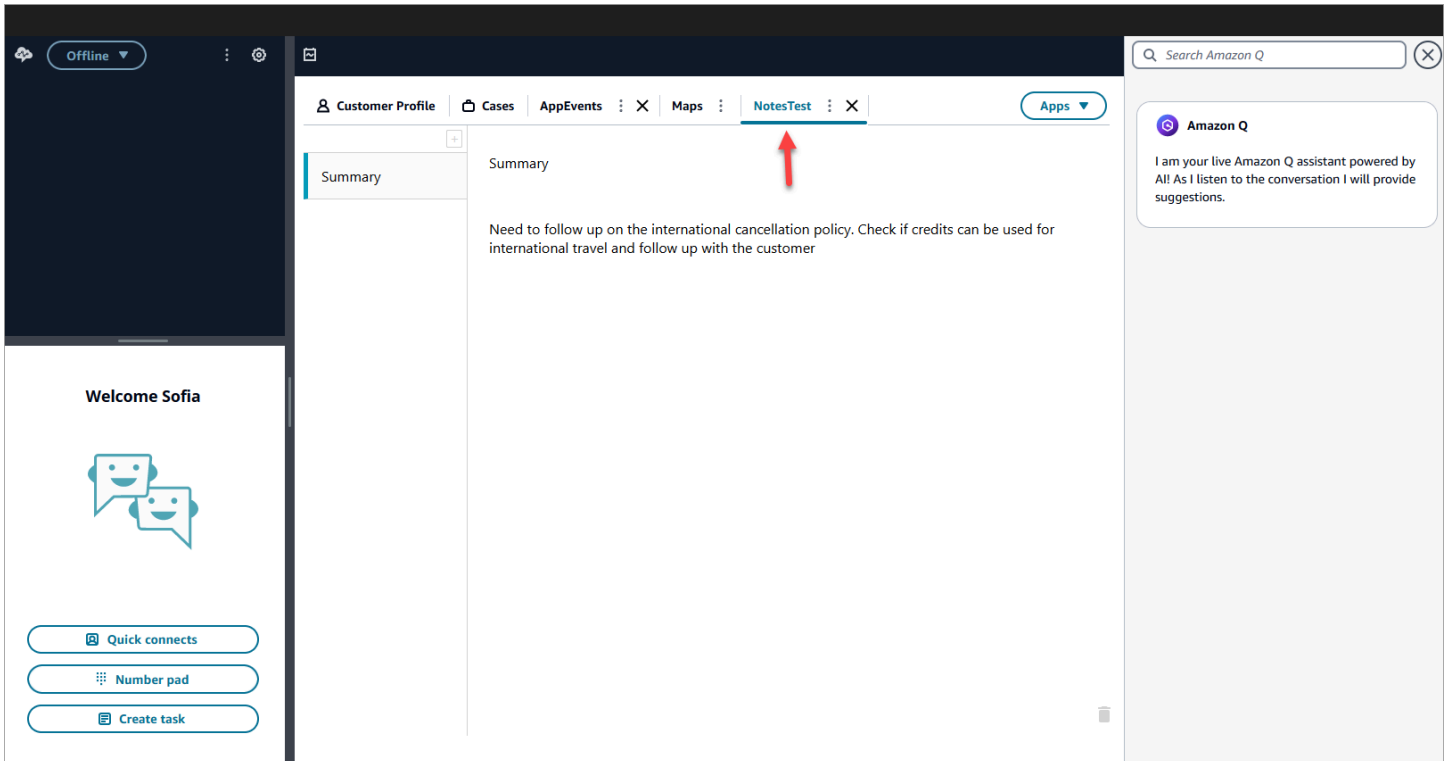 Offline
Search Amazon Q
Customer Profile
Cases
AppEvents
Maps
NotesTest
Apps
Amazon Q
I am your live Amazon Q assistant powered by
AI! As I listen to the conversation I will provide
suggestions.
Summary
Summary
Need to follow up on the international cancellation policy. Check if credits can be used for
international travel and follow up with the customer
Welcome Sofia
Quick connects
Number pad
Create task